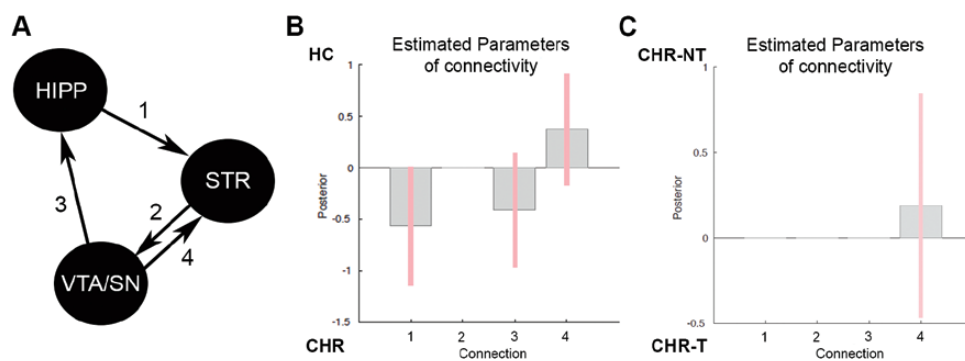 A
HIPP
1
STR
3
2
4
VTA/SN
B
HC
Estimated Parameters
of connectivity
1
0.5
0
-0.5
-1
-1.5
Posterior
1
2
3
4
CHR
Connection
C
CHR-NT
Estimated Parameters
of connectivity
1
0.5
0
-0.5
Posterior
1
2
3
4
CHR-T
Connection